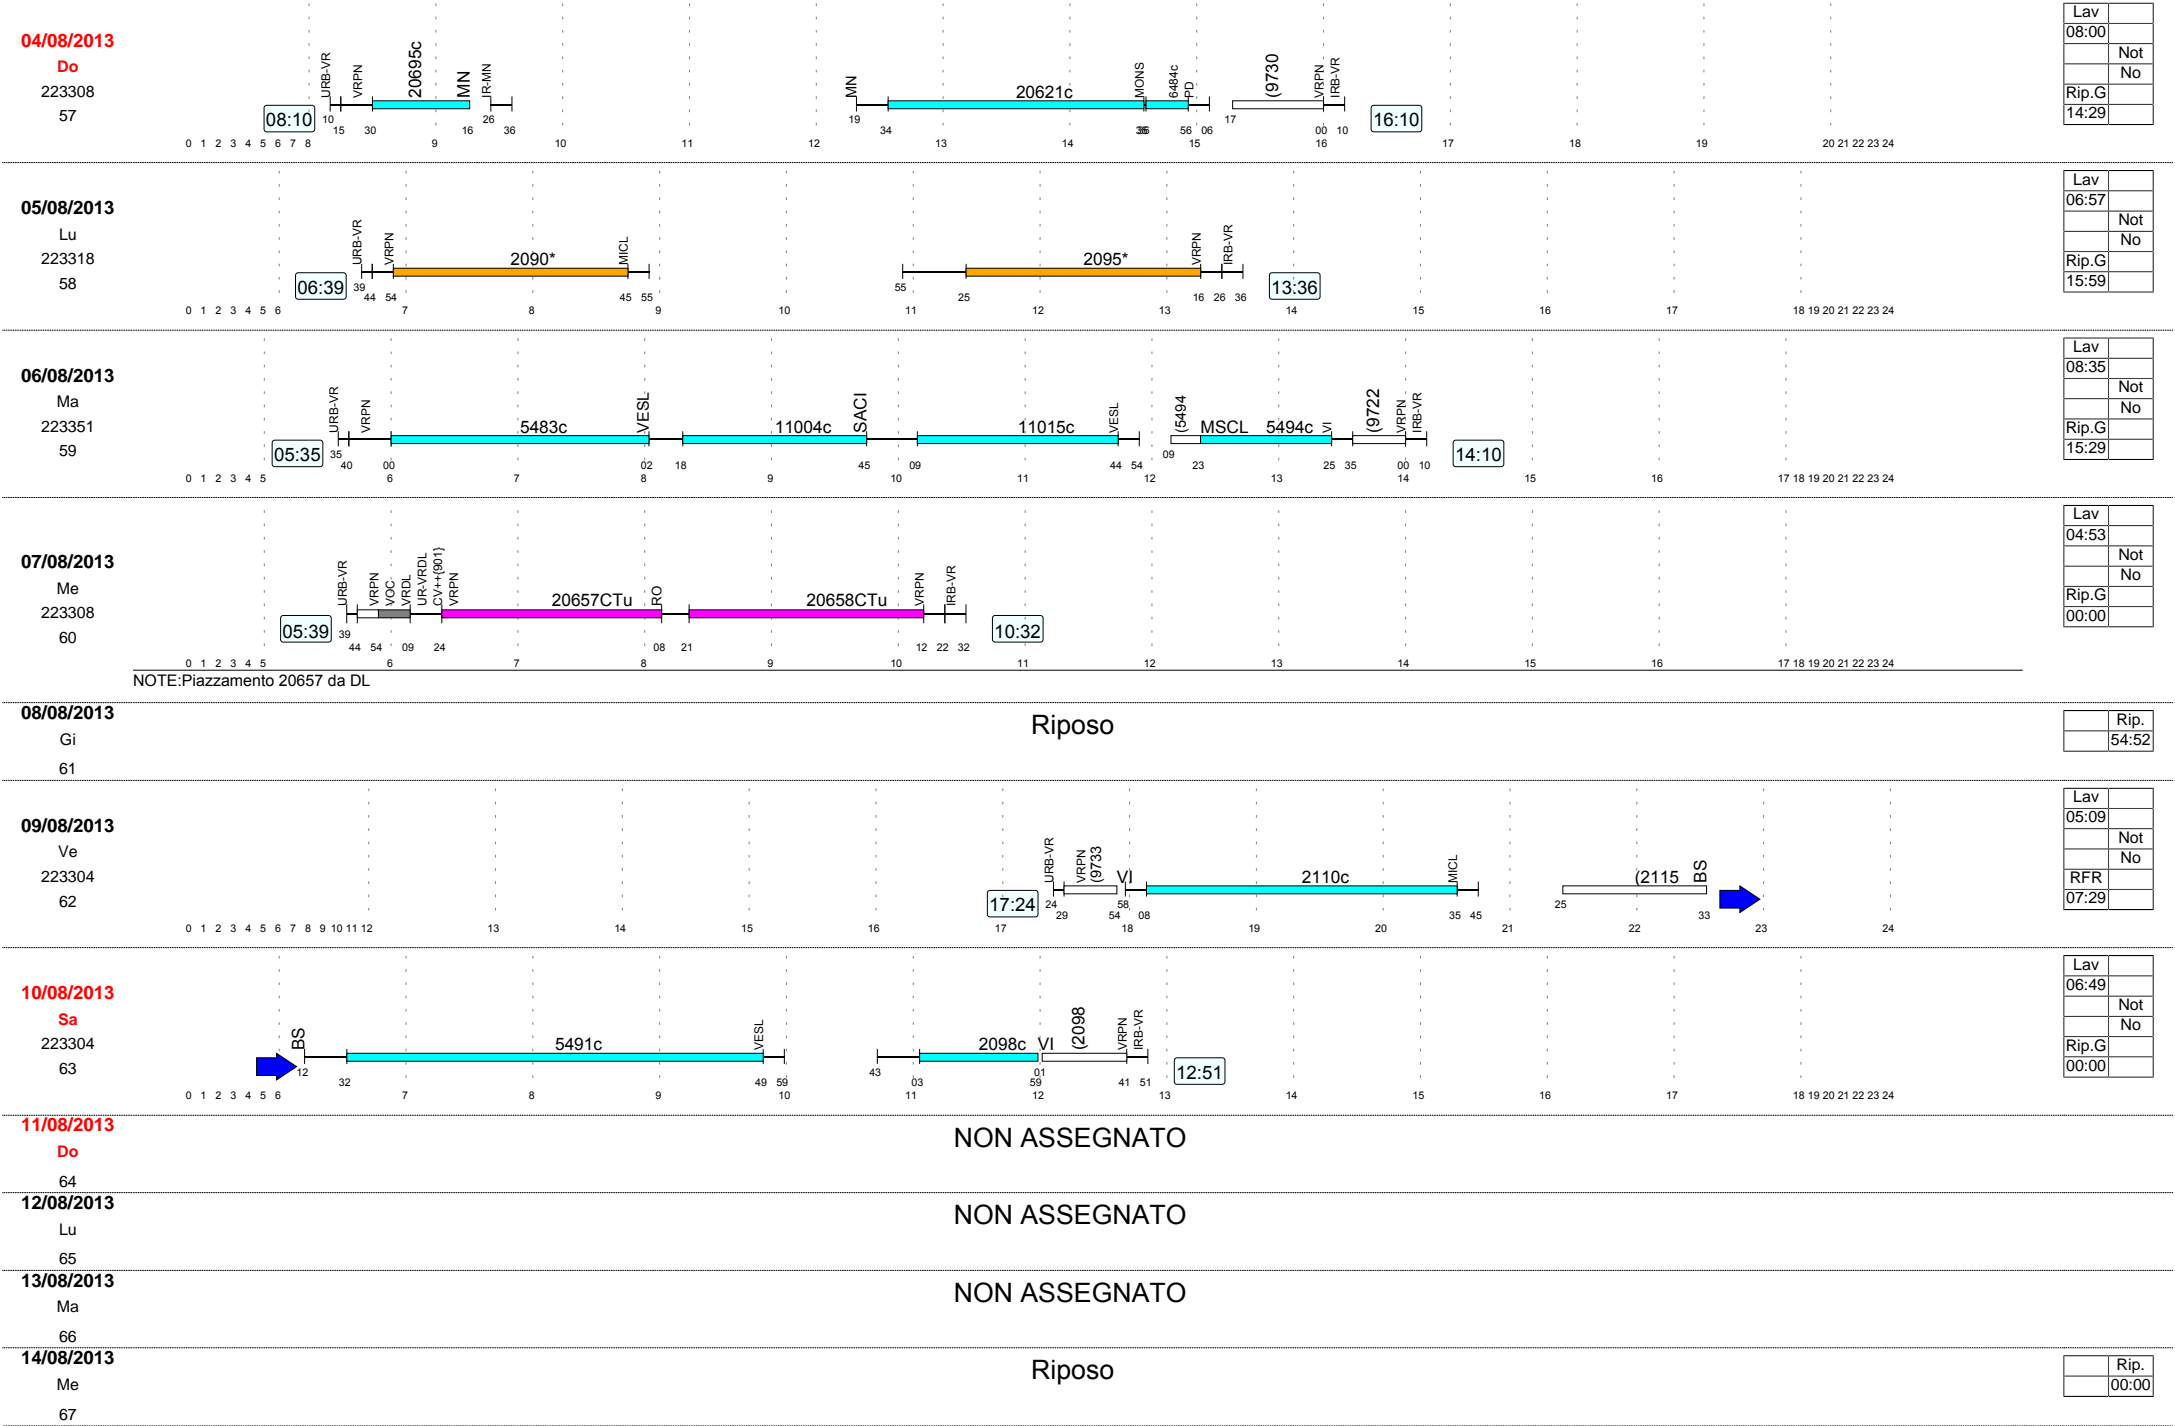 04/08/2013
Do
223308
57
08:10
URB-VR
VRPN
20695c
MN
IR-MN
MN
20621c
MONS
6484c
PD
(9730
VRPN
IRB-VR
16:10
10 15 30 16 26 36 19 34 56 06 17 00 10
0 1 2 3 4 5 6 7 8 9 10 11 12 13 14 15 16 17 18 19 20 21 22 23 24
Lav
08:00
Not
No
Rip.G
14:29
05/08/2013
Lu
223318
58
06:39
URB-VR
VRPN
2090*
MICL
2095*
VRPN
IRB-VR
13:36
39 44 54 45 55 55 25 16 26 36
0 1 2 3 4 5 6 7 8 9 10 11 12 13 14 15 16 17 18 19 20 21 22 23 24
Lav
06:57
Not
No
Rip.G
15:59
06/08/2013
Ma
223351
59
05:35
URB-VR
VRPN
5483c
VESL
11004c
SACI
11015c
VESL
(5494
MSCL
5494c
VI
(9722
VRPN
IRB-VR
14:10
35 40 00 02 18 45 09 44 54 09 23 25 35 00 10
0 1 2 3 4 5 6 7 8 9 10 11 12 13 14 15 16 17 18 19 20 21 22 23 24
Lav
08:35
Not
No
Rip.G
15:29
07/08/2013
Me
223308
60
05:39
URB-VR
VRPN
VOC-
VRDL
UR-VRDL
CV++{901}
VRPN
20657CTu
RO
20658CTu
VRPN
IRB-VR
10:32
39 44 54 09 24 08 21 12 22 32
0 1 2 3 4 5 6 7 8 9 10 11 12 13 14 15 16 17 18 19 20 21 22 23 24
NOTE:Piazzamento 20657 da DL
Lav
04:53
Not
No
Rip.G
00:00
08/08/2013
Gi
61
Riposo
Rip.
54:52
09/08/2013
Ve
223304
62
17:24
URB-VR
VRPN
(9733
VI
2110c
MICL
(2115
BS
24 29 54 58 08 35 45 25 33
0 1 2 3 4 5 6 7 8 9 10 11 12 13 14 15 16 17 18 19 20 21 22 23 24
Lav
05:09
Not
No
RFR
07:29
10/08/2013
Sa
223304
63
BS
5491c
VESL
2098c
VI
(2098
VRPN
IRB-VR
12:51
12 32 49 59 43 03 59 01 41 51
0 1 2 3 4 5 6 7 8 9 10 11 12 13 14 15 16 17 18 19 20 21 22 23 24
Lav
06:49
Not
No
Rip.G
00:00
11/08/2013
Do
64
NON ASSEGNATO
12/08/2013
Lu
65
NON ASSEGNATO
13/08/2013
Ma
66
NON ASSEGNATO
14/08/2013
Me
67
Riposo
Rip.
00:00